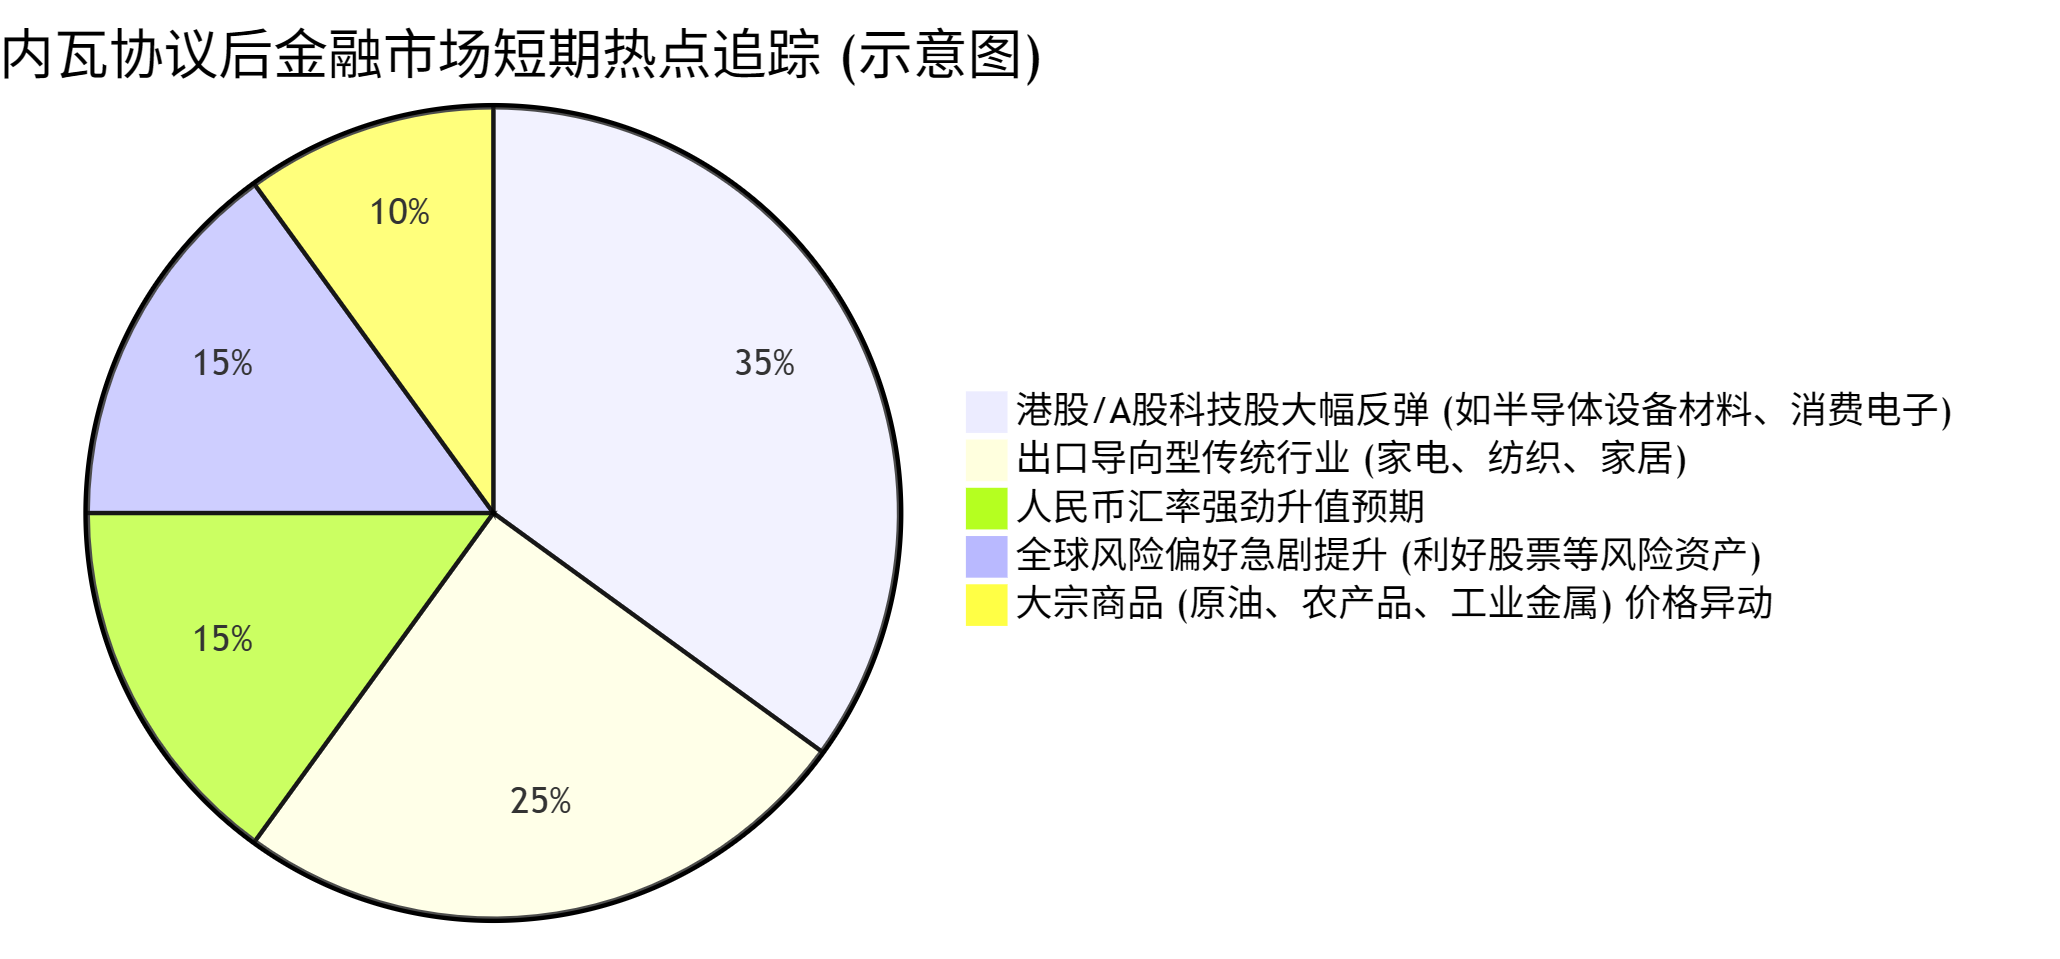 内瓦协议后金融市场短期热点追踪 (示意图)
10%
35%
15%
15%
25%
港股/A股科技股大幅反弹 (如半导体设备材料、消费电子)
出口导向型传统行业 (家电、纺织、家居)
人民币汇率强劲升值预期
全球风险偏好急剧提升 (利好股票等风险资产)
大宗商品 (原油、农产品、工业金属) 价格异动